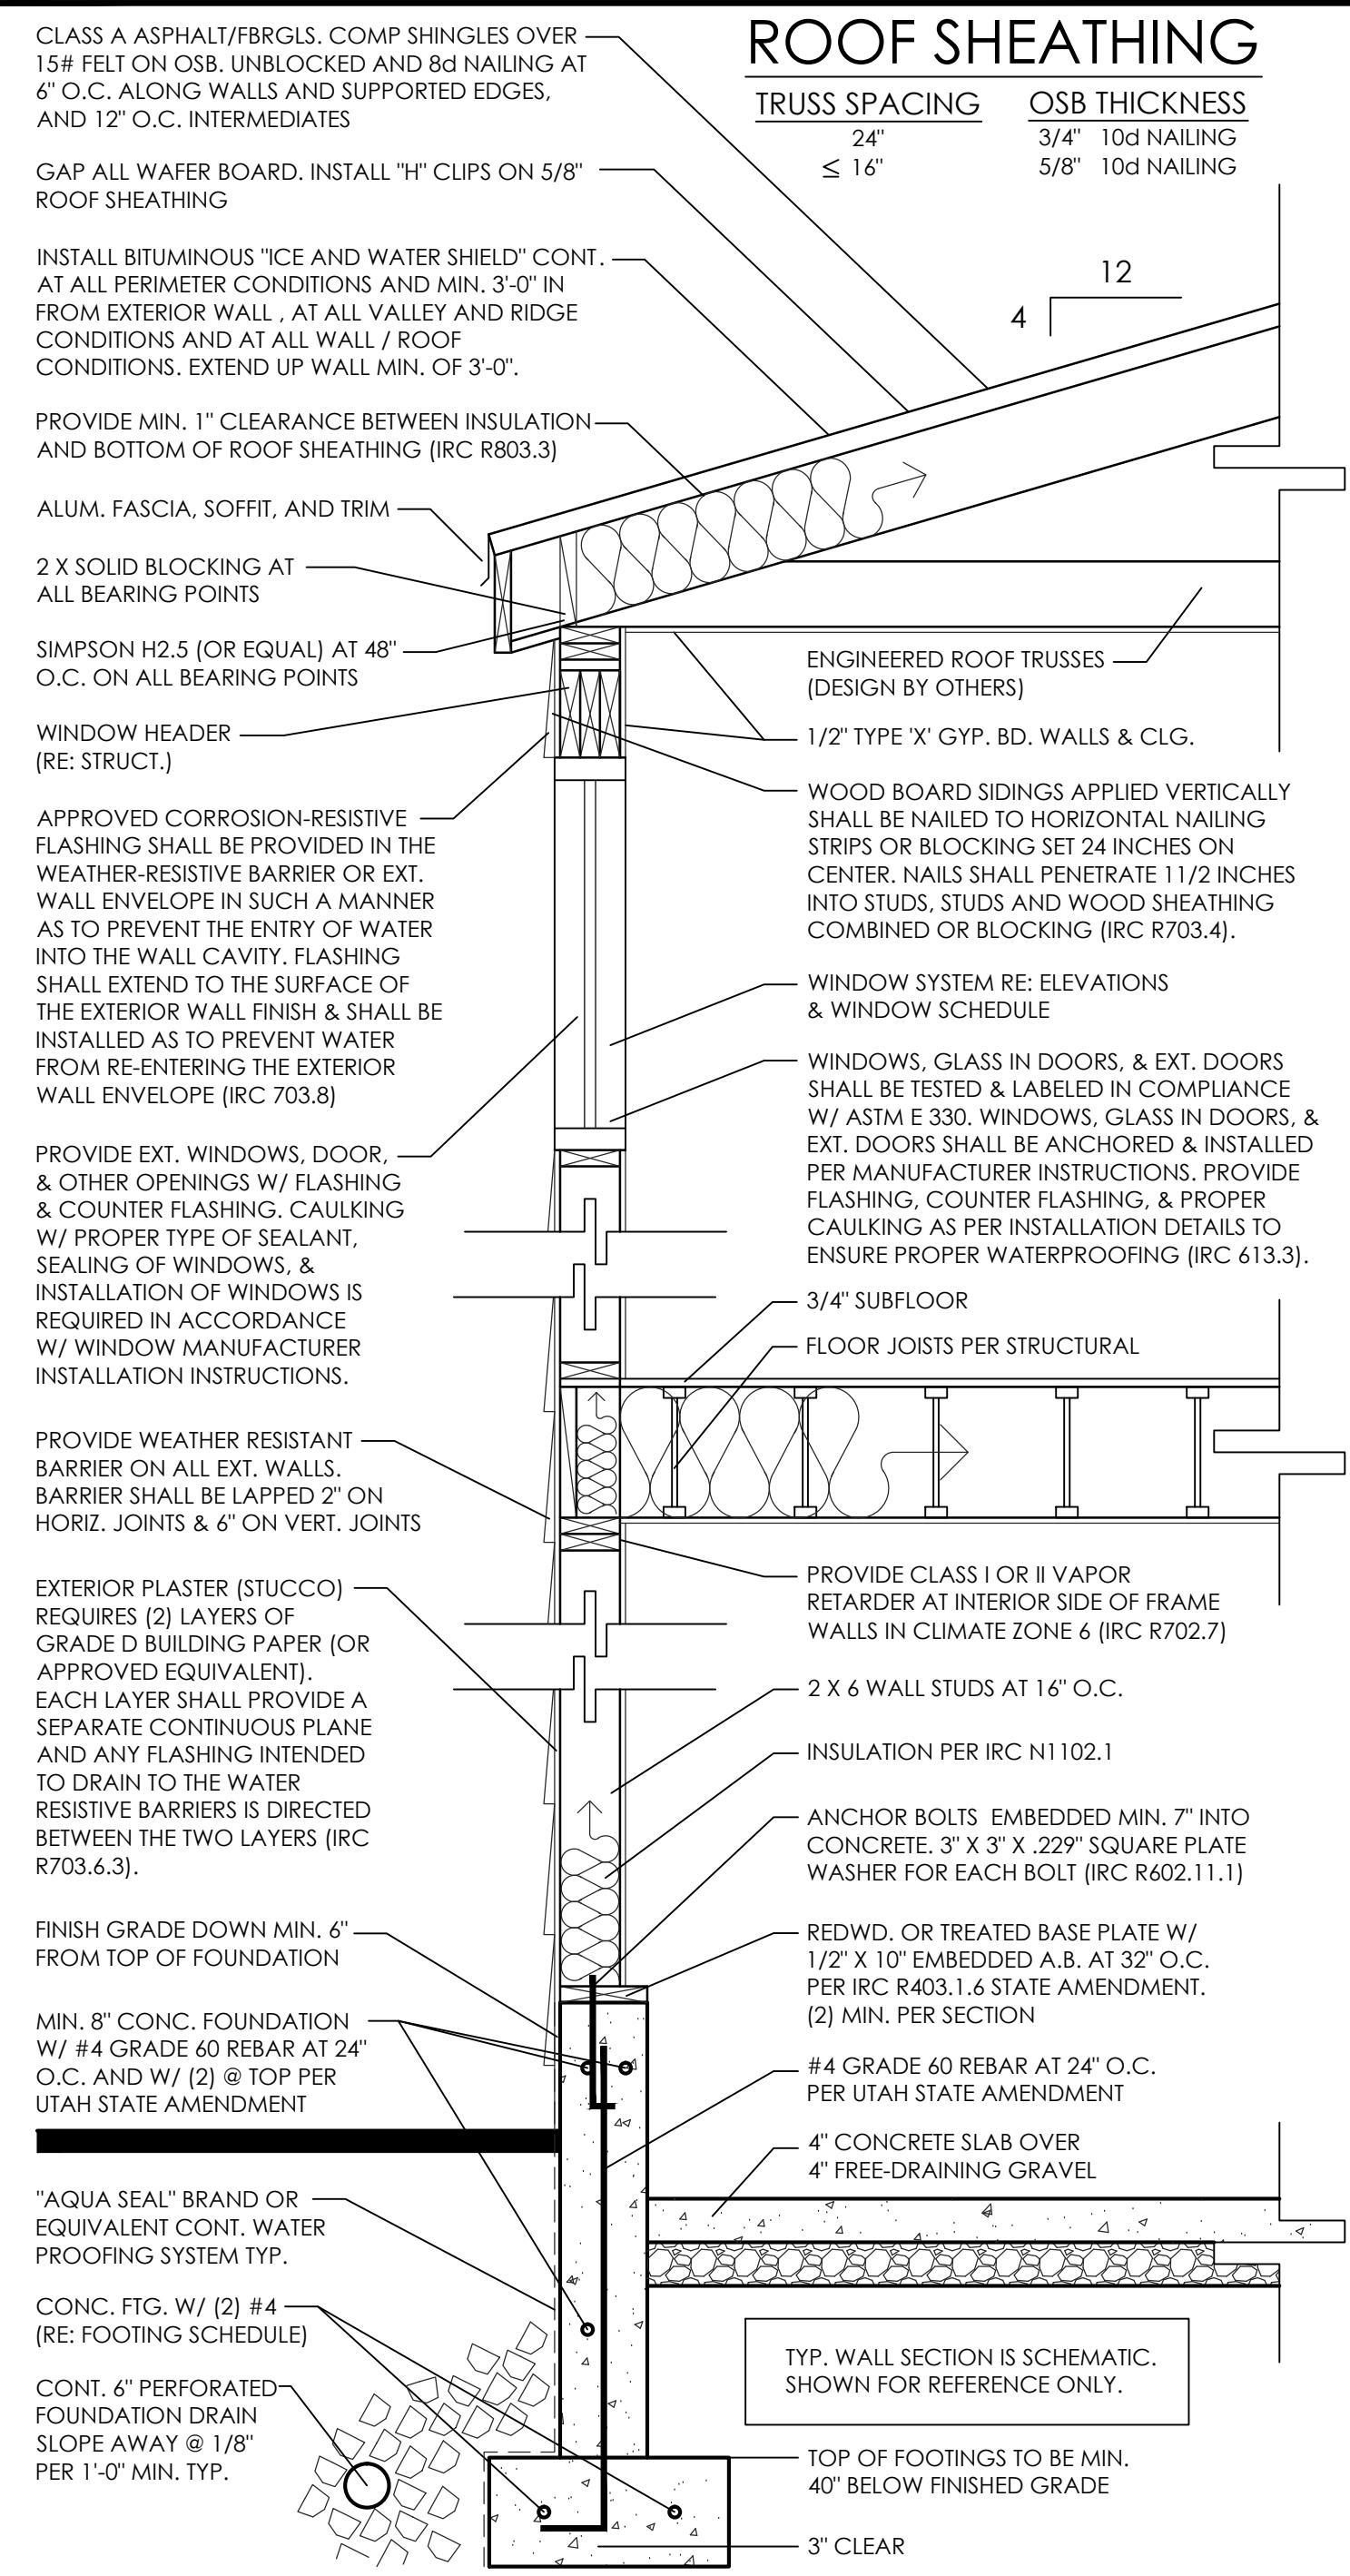 ROOF SHEATHING
TRUSS SPACING OSB THICKNESS
24" 3/4" 10d NAILING
≤ 16" 5/8" 10d NAILING
CLASS A ASPHALT/FBRGLS. COMP SHINGLES OVER
15# FELT ON OSB. UNBLOCKED AND 8d NAILING AT
6" O.C. ALONG WALLS AND SUPPORTED EDGES,
AND 12" O.C. INTERMEDIATES
GAP ALL WAFER BOARD. INSTALL "H" CLIPS ON 5/8"
ROOF SHEATHING
INSTALL BITUMINOUS "ICE AND WATER SHIELD" CONT.
AT ALL PERIMETER CONDITIONS AND MIN. 3'-0" IN
FROM EXTERIOR WALL , AT ALL VALLEY AND RIDGE
CONDITIONS AND AT ALL WALL / ROOF
CONDITIONS. EXTEND UP WALL MIN. OF 3'-0".
12
4
PROVIDE MIN. 1" CLEARANCE BETWEEN INSULATION
AND BOTTOM OF ROOF SHEATHING (IRC R803.3)
ALUM. FASCIA, SOFFIT, AND TRIM
2 X SOLID BLOCKING AT
ALL BEARING POINTS
SIMPSON H2.5 (OR EQUAL) AT 48"
O.C. ON ALL BEARING POINTS
WINDOW HEADER
(RE: STRUCT.)
APPROVED CORROSION-RESISTIVE
FLASHING SHALL BE PROVIDED IN THE
WEATHER-RESISTIVE BARRIER OR EXT.
WALL ENVELOPE IN SUCH A MANNER
AS TO PREVENT THE ENTRY OF WATER
INTO THE WALL CAVITY. FLASHING
SHALL EXTEND TO THE SURFACE OF
THE EXTERIOR WALL FINISH & SHALL BE
INSTALLED AS TO PREVENT WATER
FROM RE-ENTERING THE EXTERIOR
WALL ENVELOPE (IRC 703.8)
PROVIDE EXT. WINDOWS, DOOR,
& OTHER OPENINGS W/ FLASHING
& COUNTER FLASHING. CAULKING
W/ PROPER TYPE OF SEALANT,
SEALING OF WINDOWS, &
INSTALLATION OF WINDOWS IS
REQUIRED IN ACCORDANCE
W/ WINDOW MANUFACTURER
INSTALLATION INSTRUCTIONS.
PROVIDE WEATHER RESISTANT
BARRIER ON ALL EXT. WALLS.
BARRIER SHALL BE LAPPED 2" ON
HORIZ. JOINTS & 6" ON VERT. JOINTS
EXTERIOR PLASTER (STUCCO)
REQUIRES (2) LAYERS OF
GRADE D BUILDING PAPER (OR
APPROVED EQUIVALENT).
EACH LAYER SHALL PROVIDE A
SEPARATE CONTINUOUS PLANE
AND ANY FLASHING INTENDED
TO DRAIN TO THE WATER
RESISTIVE BARRIERS IS DIRECTED
BETWEEN THE TWO LAYERS (IRC
R703.6.3).
FINISH GRADE DOWN MIN. 6"
FROM TOP OF FOUNDATION
MIN. 8" CONC. FOUNDATION
W/ #4 GRADE 60 REBAR AT 24"
O.C. AND W/ (2) @ TOP PER
UTAH STATE AMENDMENT
"AQUA SEAL" BRAND OR
EQUIVALENT CONT. WATER
PROOFING SYSTEM TYP.
CONC. FTG. W/ (2) #4
(RE: FOOTING SCHEDULE)
CONT. 6" PERFORATED
FOUNDATION DRAIN
SLOPE AWAY @ 1/8"
PER 1'-0" MIN. TYP.
ENGINEERED ROOF TRUSSES
(DESIGN BY OTHERS)
1/2" TYPE 'X' GYP. BD. WALLS & CLG.
WOOD BOARD SIDINGS APPLIED VERTICALLY
SHALL BE NAILED TO HORIZONTAL NAILING
STRIPS OR BLOCKING SET 24 INCHES ON
CENTER. NAILS SHALL PENETRATE 11/2 INCHES
INTO STUDS, STUDS AND WOOD SHEATHING
COMBINED OR BLOCKING (IRC R703.4).
WINDOW SYSTEM RE: ELEVATIONS
& WINDOW SCHEDULE
WINDOWS, GLASS IN DOORS, & EXT. DOORS
SHALL BE TESTED & LABELED IN COMPLIANCE
W/ ASTM E 330. WINDOWS, GLASS IN DOORS, &
EXT. DOORS SHALL BE ANCHORED & INSTALLED
PER MANUFACTURER INSTRUCTIONS. PROVIDE
FLASHING, COUNTER FLASHING, & PROPER
CAULKING AS PER INSTALLATION DETAILS TO
ENSURE PROPER WATERPROOFING (IRC 613.3).
3/4" SUBFLOOR
FLOOR JOISTS PER STRUCTURAL
PROVIDE CLASS I OR II VAPOR
RETARDER AT INTERIOR SIDE OF FRAME
WALLS IN CLIMATE ZONE 6 (IRC R702.7)
2 X 6 WALL STUDS AT 16" O.C.
INSULATION PER IRC N1102.1
ANCHOR BOLTS EMBEDDED MIN. 7" INTO
CONCRETE. 3" X 3" X .229" SQUARE PLATE
WASHER FOR EACH BOLT (IRC R602.11.1)
REDWD. OR TREATED BASE PLATE W/
1/2" X 10" EMBEDDED A.B. AT 32" O.C.
PER IRC R403.1.6 STATE AMENDMENT.
(2) MIN. PER SECTION
#4 GRADE 60 REBAR AT 24" O.C.
PER UTAH STATE AMENDMENT
4" CONCRETE SLAB OVER
4" FREE-DRAINING GRAVEL
TYP. WALL SECTION IS SCHEMATIC.
SHOWN FOR REFERENCE ONLY.
TOP OF FOOTINGS TO BE MIN.
40" BELOW FINISHED GRADE
3" CLEAR